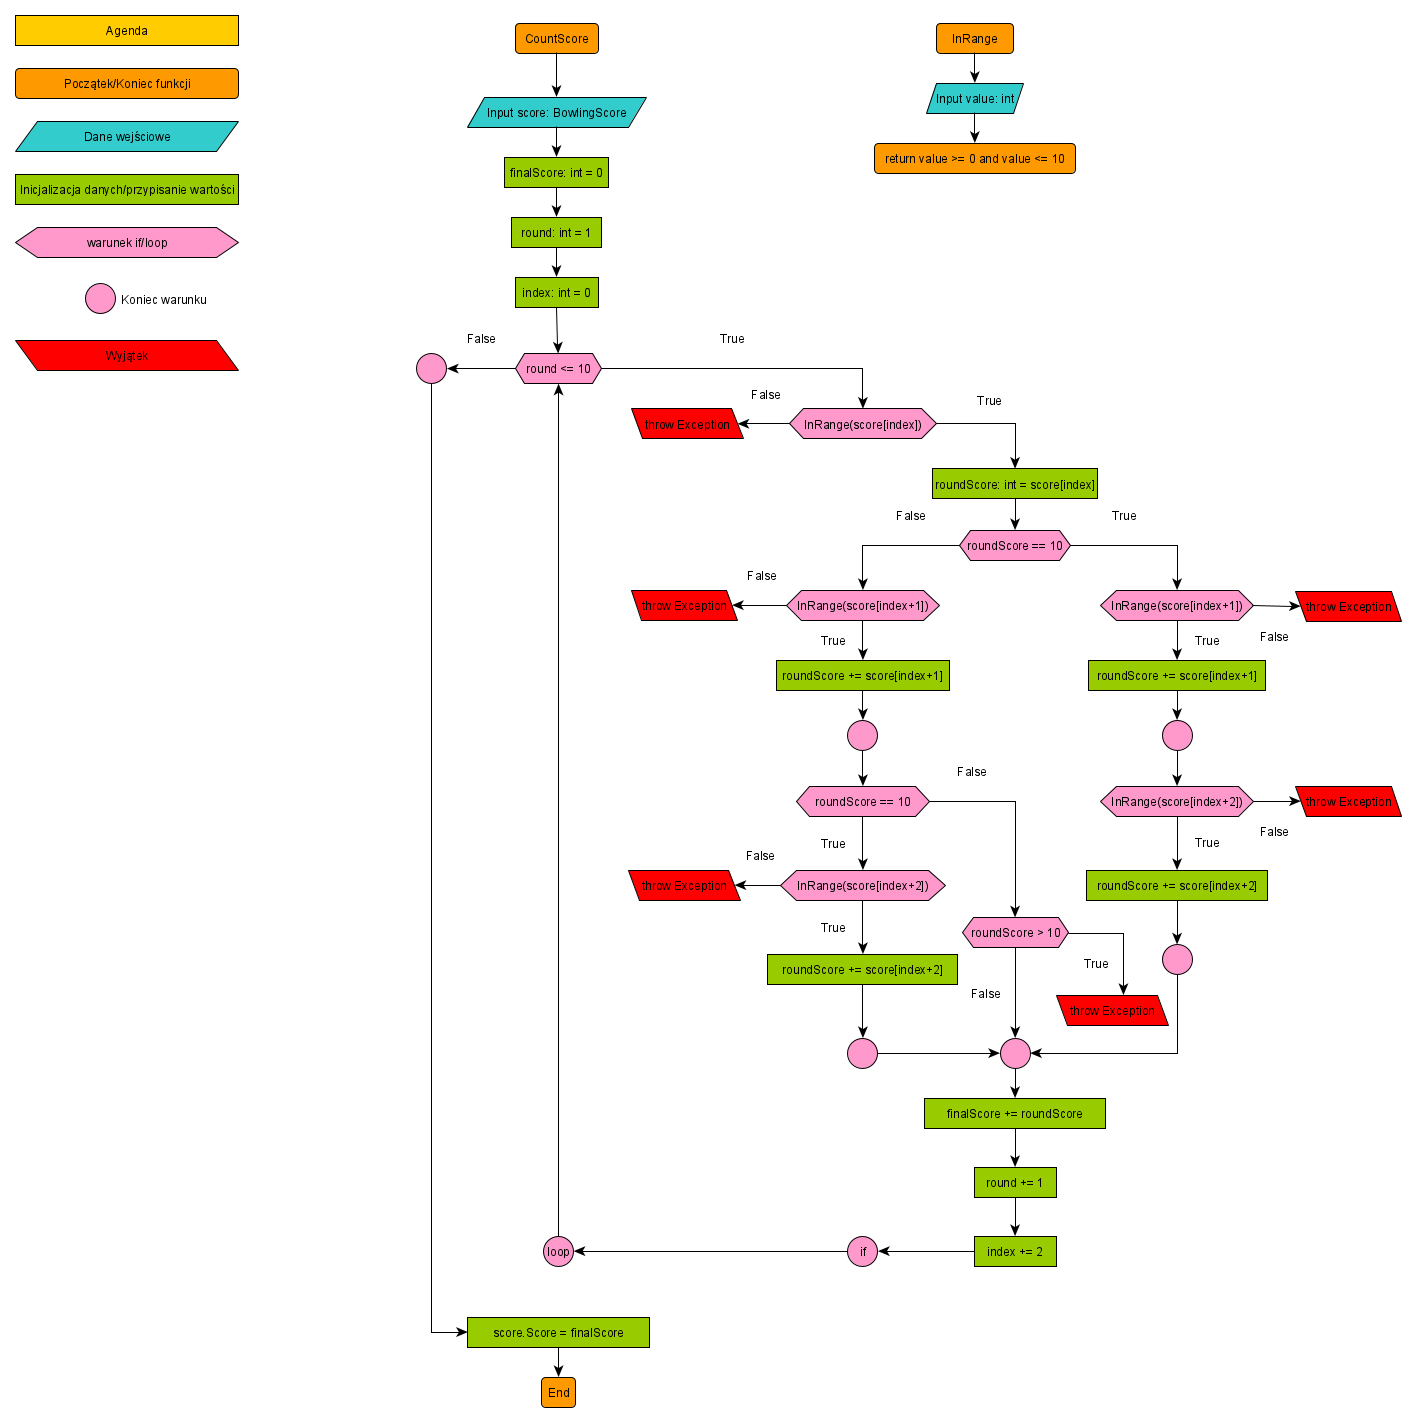 Agenda
Początek/Koniec funkcji
Dane wejściowe
Inicjalizacja danych/przypisanie wartości
warunek if/loop
Koniec warunku
Wyjątek
CountScore
Input score: BowlingScore
finalScore: int = 0
round: int = 1
index: int = 0
False
True
round <= 10
InRange
Input value: int
return value >= 0 and value <= 10
False
True
throw Exception
InRange(score[index])
roundScore: int = score[index]
False
True
roundScore == 10
False
throw Exception
InRange(score[index+1])
InRange(score[index+1])
throw Exception
True
True
False
roundScore += score[index+1]
roundScore += score[index+1]
False
roundScore == 10
InRange(score[index+2])
throw Exception
True
True
False
False
throw Exception
InRange(score[index+2])
roundScore += score[index+2]
True
roundScore > 10
roundScore += score[index+2]
True
False
throw Exception
finalScore += roundScore
round += 1
loop
if
index += 2
score.Score = finalScore
End